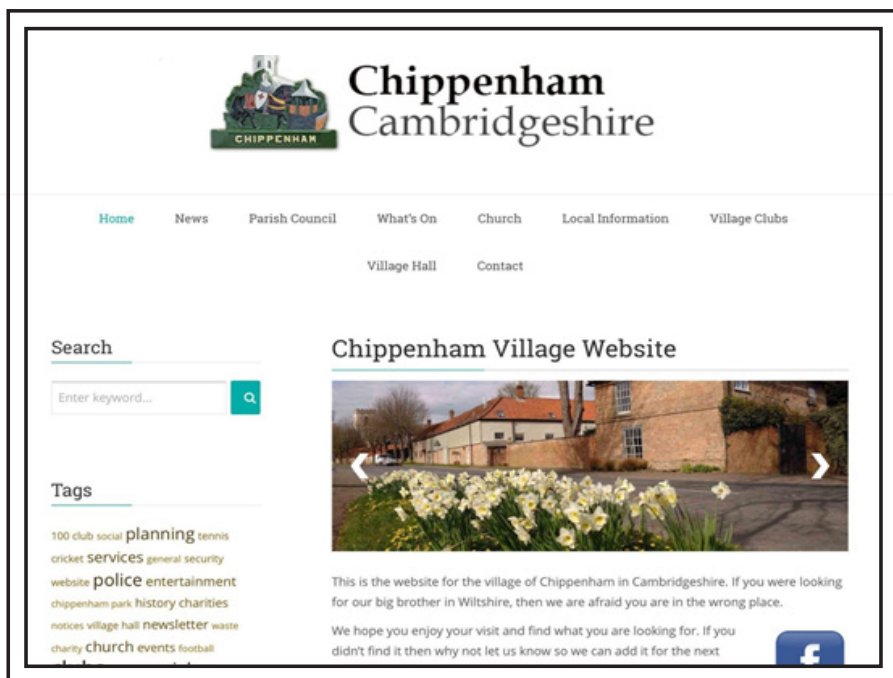 CHIPPENHAM
Chippenham
Cambridgeshire
Home News Parish Council What's On Church Local Information Village Clubs
Village Hall Contact
Search
Enter keyword...
Tags
100 club social planning tennis
cricket services general security
website police entertainment
chippenham park history charities
notices village hall newsletter waste
charity church events football
Chippenham Village Website
This is the website for the village of Chippenham in Cambridgeshire. If you were looking
for our big brother in Wiltshire, then we are afraid you are in the wrong place.
We hope you enjoy your visit and find what you are looking for. If you
didn't find it then why not let us know so we can add it for the next
f